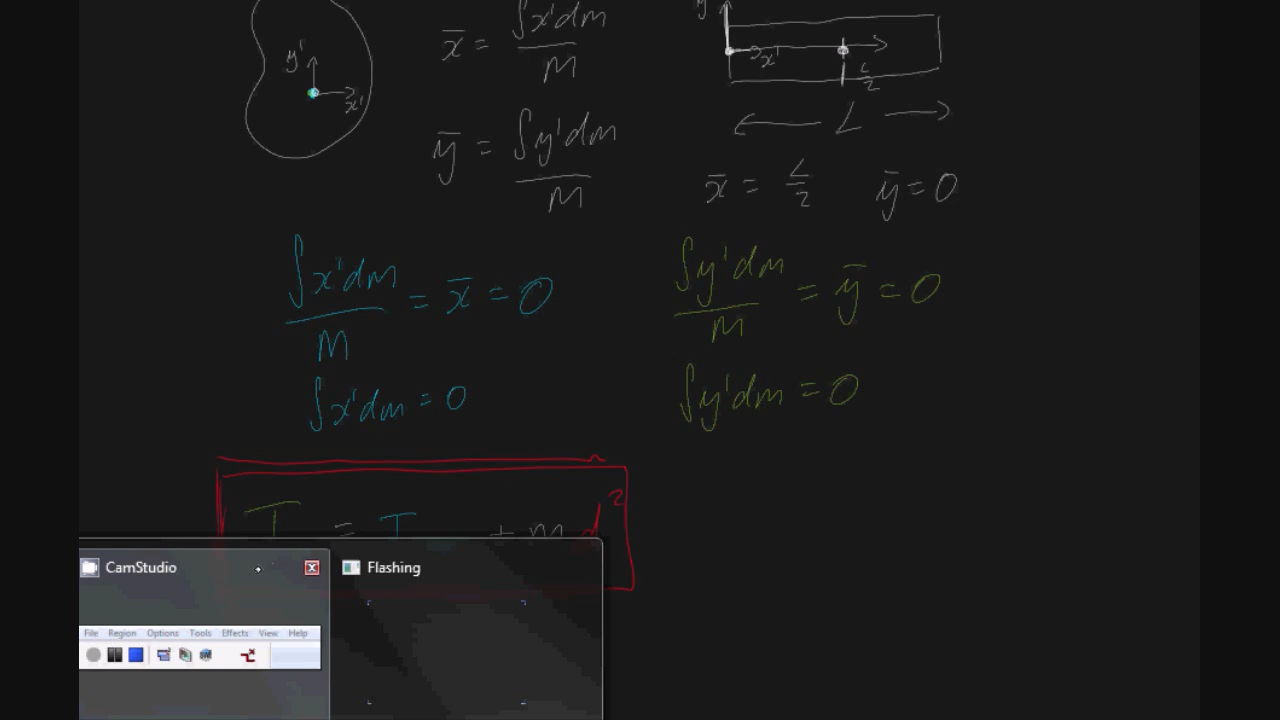 x̄ = ∫x'dm / M
y'
x'
ȳ = ∫y'dm / M
y
x'
L/2
L
x̄ = L/2 ȳ = 0
∫x'dm / M = x̄ = 0
∫y'dm / M = ȳ = 0
∫x'dm = 0
∫y'dm = 0
I = I + md²
CamStudio
Flashing
File Region Options Tools Effects View Help